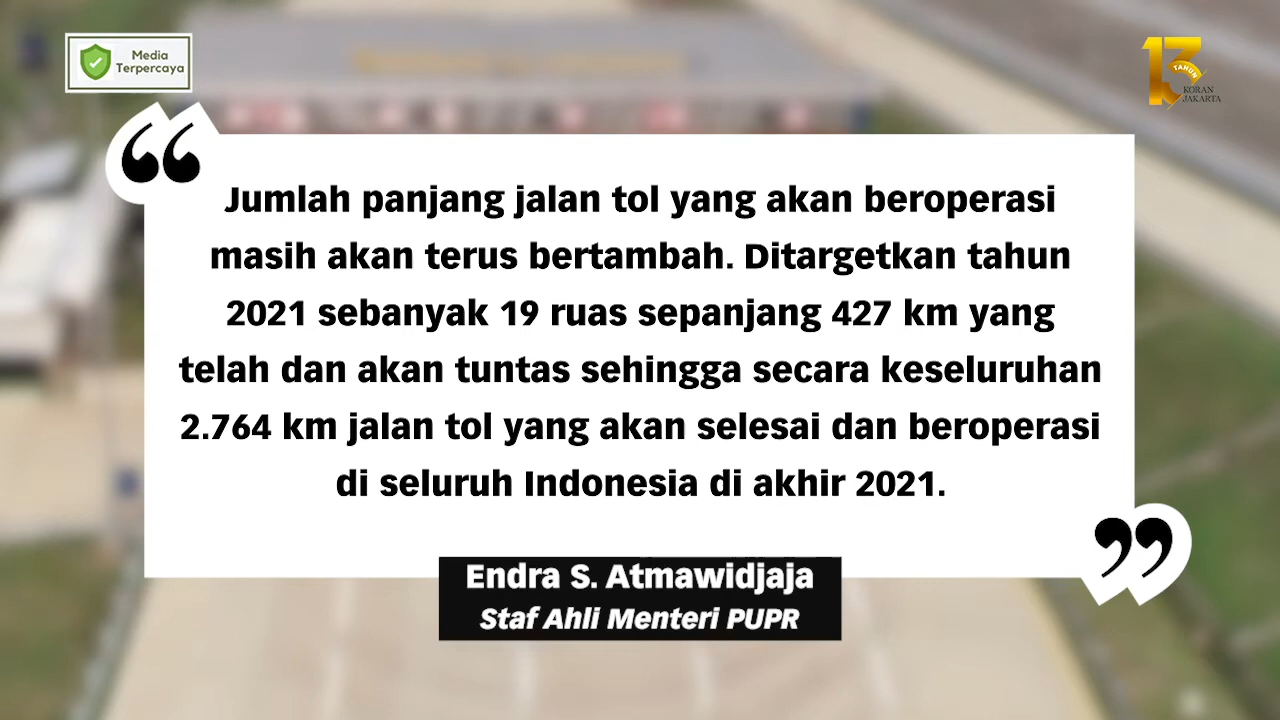 Media
Terpercaya
13
TAHUN
KORAN
JAKARTA
Jumlah panjang jalan tol yang akan beroperasi
masih akan terus bertambah. Ditargetkan tahun
2021 sebanyak 19 ruas sepanjang 427 km yang
telah dan akan tuntas sehingga secara keseluruhan
2.764 km jalan tol yang akan selesai dan beroperasi
di seluruh Indonesia di akhir 2021.
Endra S. Atmawidjaja
Staf Ahli Menteri PUPR